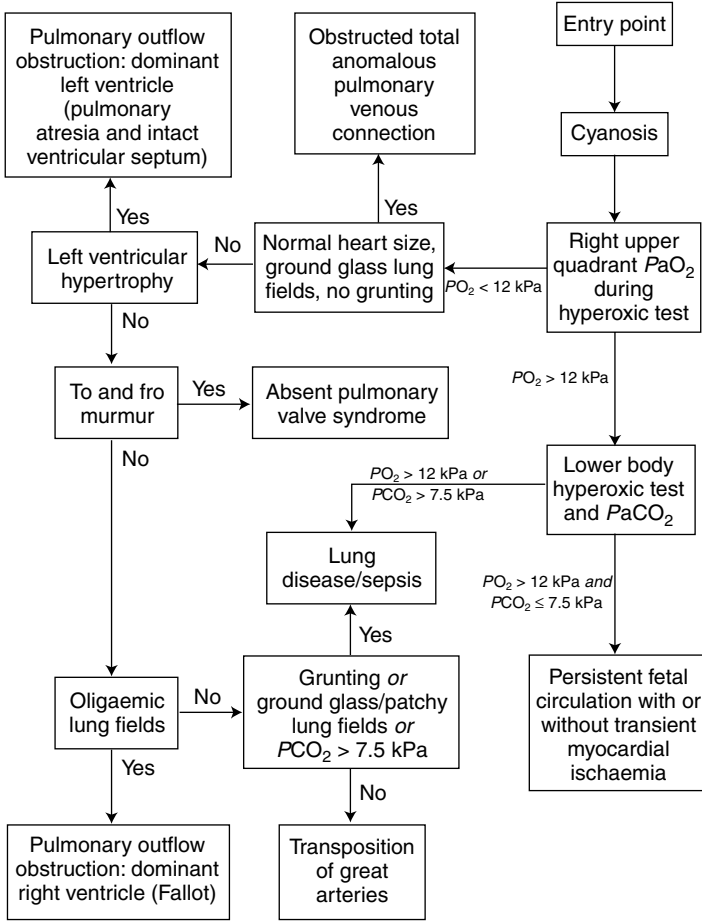 Entry point
Cyanosis
Right upper
quadrant PaO₂
during
hyperoxic test
PO₂ < 12 kPa
PO₂ > 12 kPa
Normal heart size,
ground glass lung
fields, no grunting
Yes
Obstructed total
anomalous
pulmonary
venous
connection
No
Left ventricular
hypertrophy
Yes
Pulmonary outflow
obstruction: dominant
left ventricle
(pulmonary
atresia and intact
ventricular septum)
No
To and fro
murmur
Yes
Absent pulmonary
valve syndrome
No
Oligaemic
lung fields
Yes
Pulmonary outflow
obstruction: dominant
right ventricle (Fallot)
No
Grunting or
ground glass/patchy
lung fields or
PCO₂ > 7.5 kPa
Yes
Lung
disease/sepsis
No
Transposition
of great
arteries
Lower body
hyperoxic test
and PaCO₂
PO₂ > 12 kPa or
PCO₂ > 7.5 kPa
PO₂ > 12 kPa and
PCO₂ ≤ 7.5 kPa
Persistent fetal
circulation with or
without transient
myocardial
ischaemia